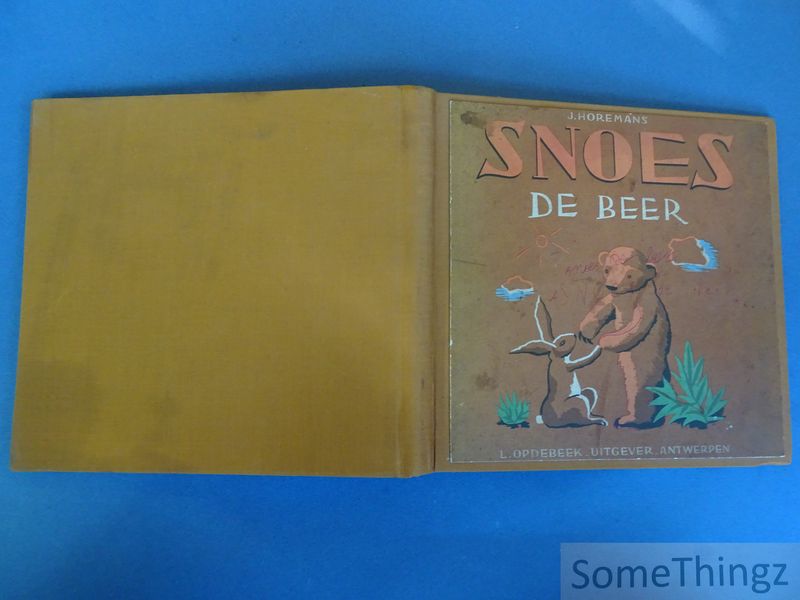 J. HOREMANS
SNOES
DE BEER
L. OPDEBEEK _ UITGEVER _ ANTWERPEN
SomeThingz